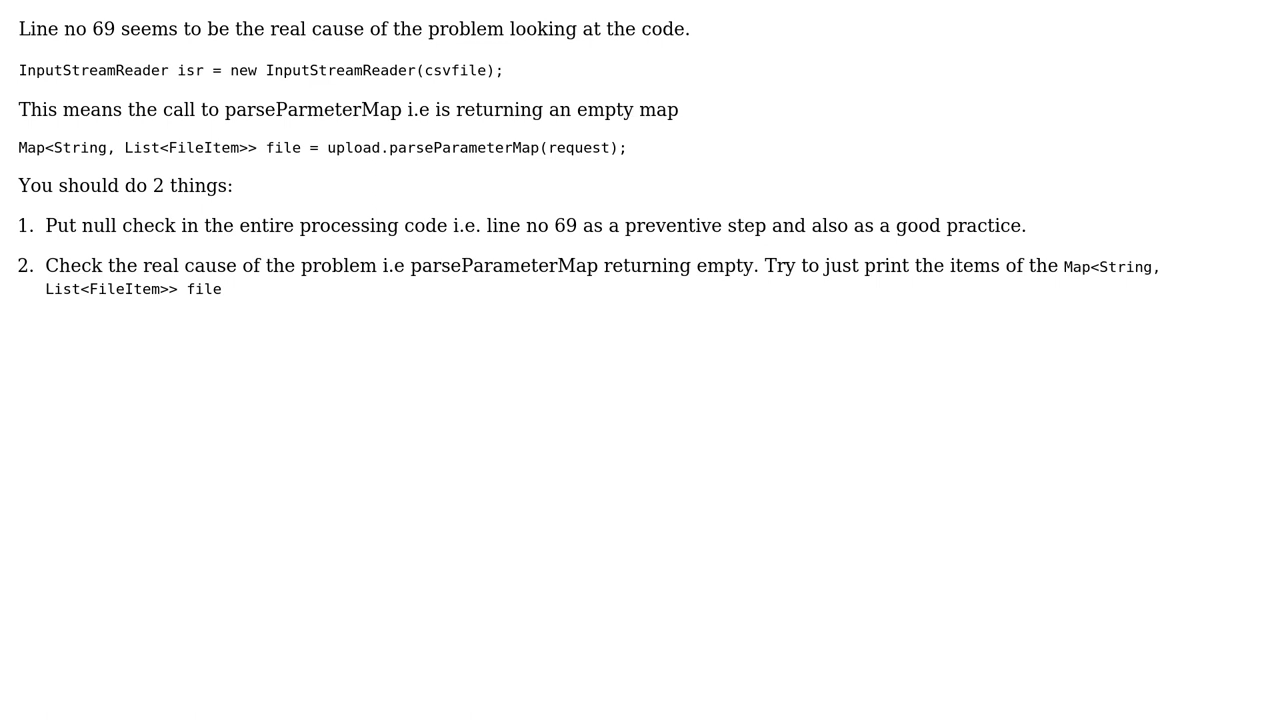 Line no 69 seems to be the real cause of the problem looking at the code.
InputStreamReader isr = new InputStreamReader(csvfile);
This means the call to parseParmeterMap i.e is returning an empty map
Map<String, List<FileItem>> file = upload.parseParameterMap(request);
You should do 2 things:
1. Put null check in the entire processing code i.e. line no 69 as a preventive step and also as a good practice.
2. Check the real cause of the problem i.e parseParameterMap returning empty. Try to just print the items of the Map<String,
List<FileItem>> file